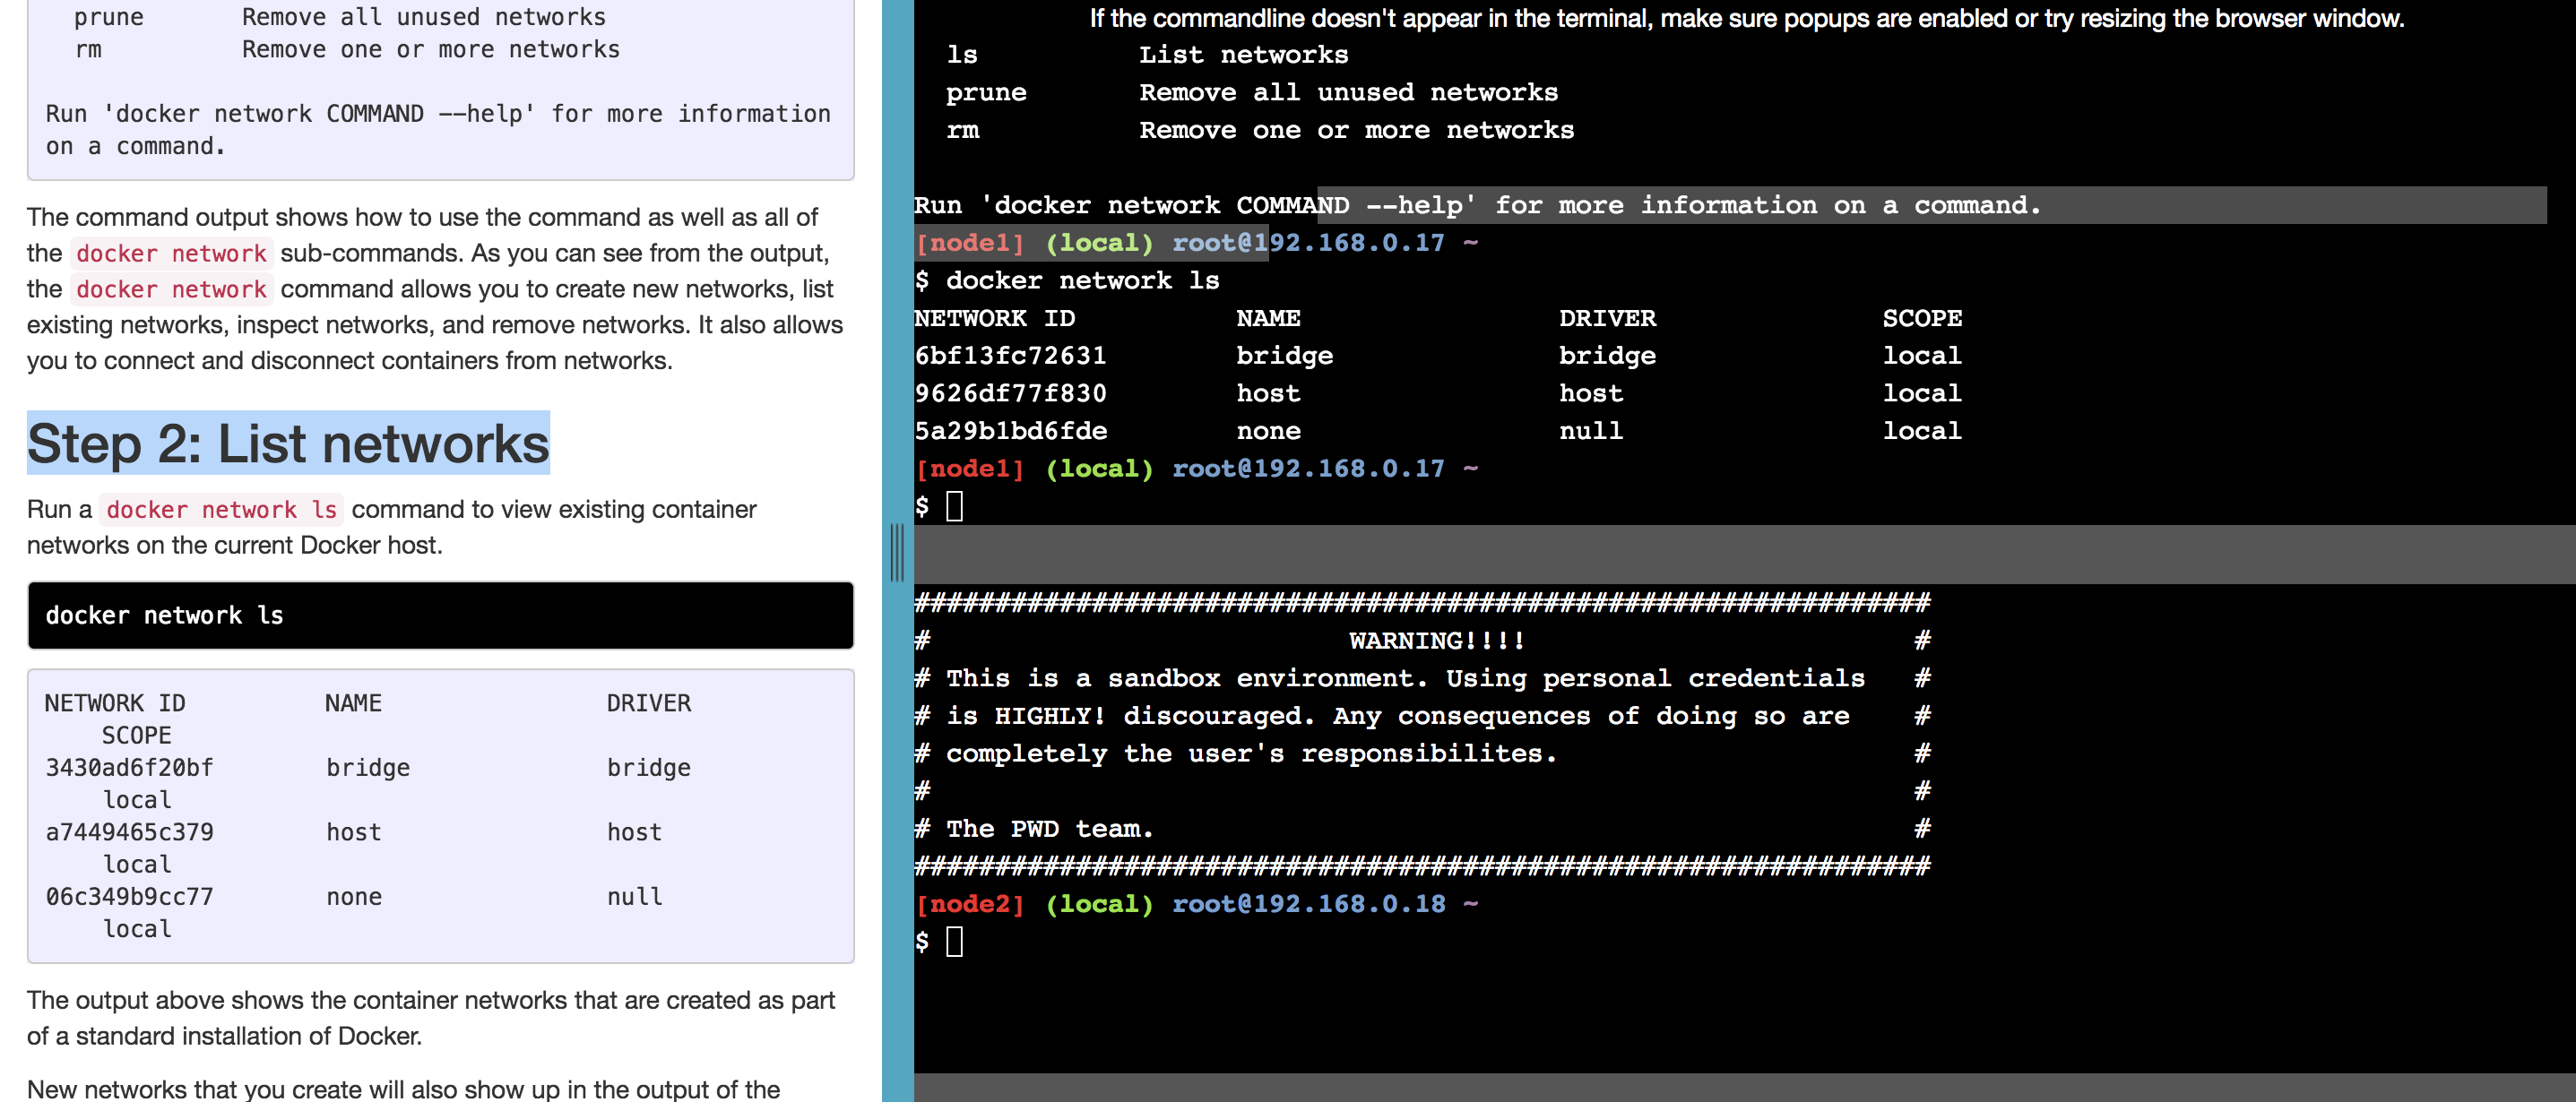 prune       Remove all unused networks
rm          Remove one or more networks
Run 'docker network COMMAND --help' for more information
on a command.
The command output shows how to use the command as well as all of
the docker network sub-commands. As you can see from the output,
the docker network command allows you to create new networks, list
existing networks, inspect networks, and remove networks. It also allows
you to connect and disconnect containers from networks.
Step 2: List networks
Run a docker network ls command to view existing container
networks on the current Docker host.
docker network ls
NETWORK ID          NAME                DRIVER
    SCOPE
3430ad6f20bf        bridge              bridge
    local
a7449465c379        host                host
    local
06c349b9cc77        none                null
    local
The output above shows the container networks that are created as part
of a standard installation of Docker.
New networks that you create will also show up in the output of the
If the commandline doesn't appear in the terminal, make sure popups are enabled or try resizing the browser window.
  ls          List networks
  prune       Remove all unused networks
  rm          Remove one or more networks
Run 'docker network COMMAND --help' for more information on a command.
[node1] (local) root@192.168.0.17 ~
$ docker network ls
NETWORK ID          NAME                DRIVER              SCOPE
6bf13fc72631        bridge              bridge              local
9626df77f830        host                host                local
5a29b1bd6fde        none                null                local
[node1] (local) root@192.168.0.17 ~
$
###############################################################
#                          WARNING!!!!                        #
# This is a sandbox environment. Using personal credentials   #
# is HIGHLY! discouraged. Any consequences of doing so are    #
# completely the user's responsibilites.                      #
#                                                             #
# The PWD team.                                               #
###############################################################
[node2] (local) root@192.168.0.18 ~
$